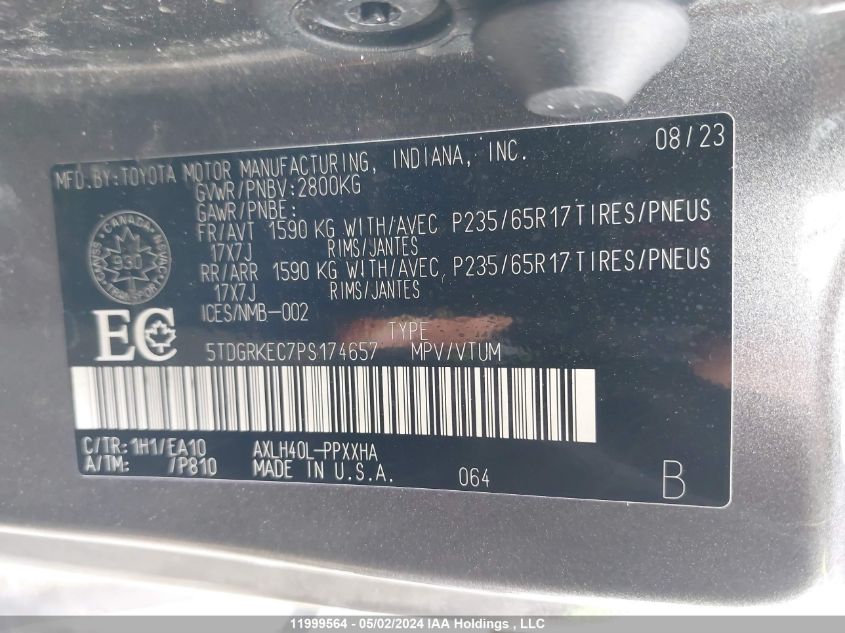 08/23
MFD.BY:TOYOTA MOTOR MANUFACTURING, INDIANA, INC.
GVWR/PNBV:2800KG
GAWR/PNBE:
FR/AVT 1590 KG WITH/AVEC P235/65R17TIRES/PNEUS
17X7J RIMS/JANTES
RR/ARR 1590 KG WITH/AVEC P235/65R17TIRES/PNEUS
17X7J RIMS/JANTES
ICES/NMB-002
CANADA
EC
TYPE
5TDGRKEC7PS174657 MPV/VTUM
C/TR:1H1/EA10 AXLH40L-PPXXHA
A/TM: /P810 MADE IN U.S.A. 064 B
11999564 - 05/02/2024 IAA Holdings, LLC